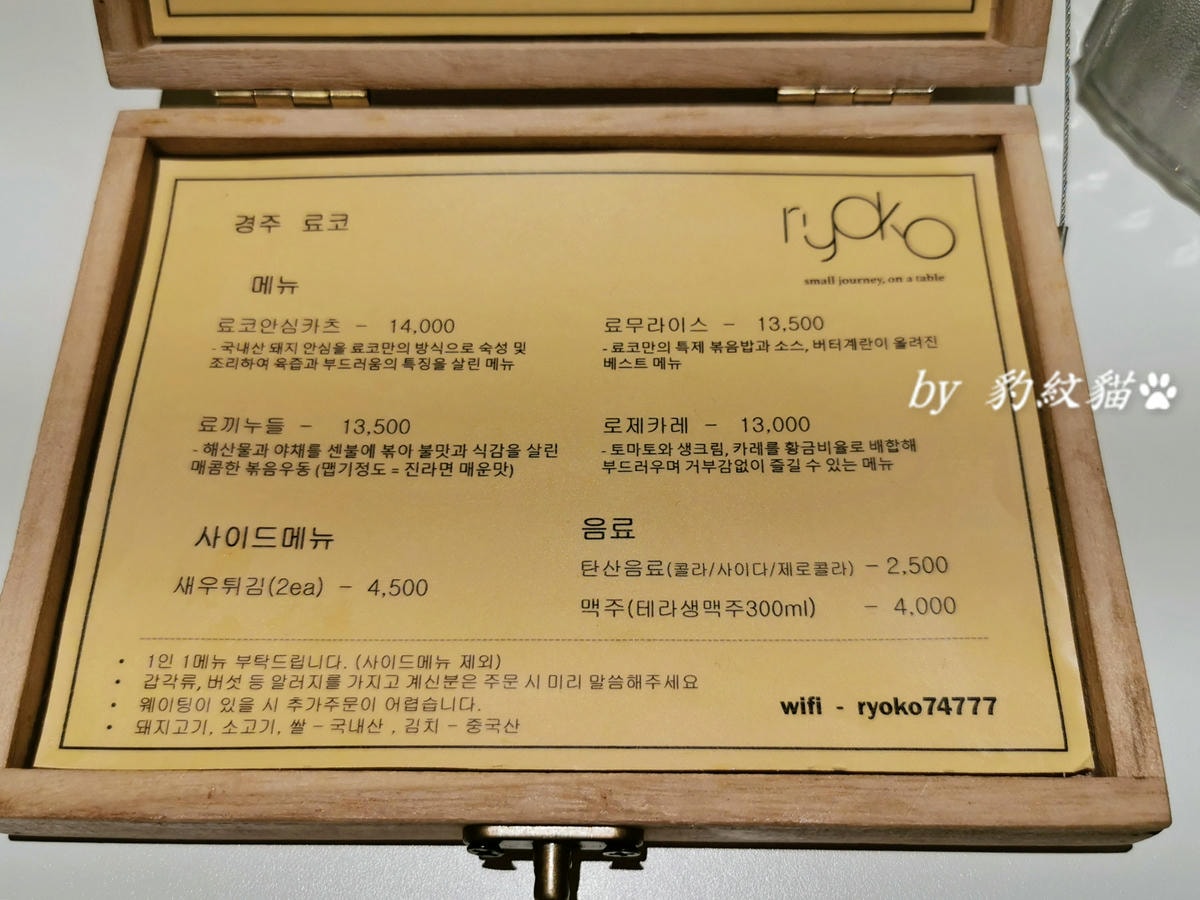 경주 료코
ryoko
small journey, on a table
메뉴
료코안심카츠 - 14,000
- 국내산 돼지 안심을 료코만의 방식으로 숙성 및
조리하여 육즙과 부드러움의 특징을 살린 메뉴
료무라이스 - 13,500
- 료코만의 특제 볶음밥과 소스, 버터계란이 올려진
베스트 메뉴
by 豹紋貓
료끼누들 - 13,500
- 해산물과 야채를 센불에 볶아 불맛과 식감을 살린
매콤한 볶음우동 (맵기정도 = 진라면 매운맛)
로제카레 - 13,000
- 토마토와 생크림, 카레를 황금비율로 배합해
부드러우며 거부감없이 즐길 수 있는 메뉴
사이드메뉴
새우튀김(2ea) - 4,500
음료
탄산음료(콜라/사이다/제로콜라) - 2,500
맥주(테라생맥주300ml) - 4,000
• 1인 1메뉴 부탁드립니다. (사이드메뉴 제외)
• 갑각류, 버섯 등 알러지를 가지고 계신분은 주문 시 미리 말씀해주세요
• 웨이팅이 있을 시 추가주문이 어렵습니다.
• 돼지고기, 소고기, 쌀 - 국내산 , 김치 - 중국산
wifi - ryoko74777